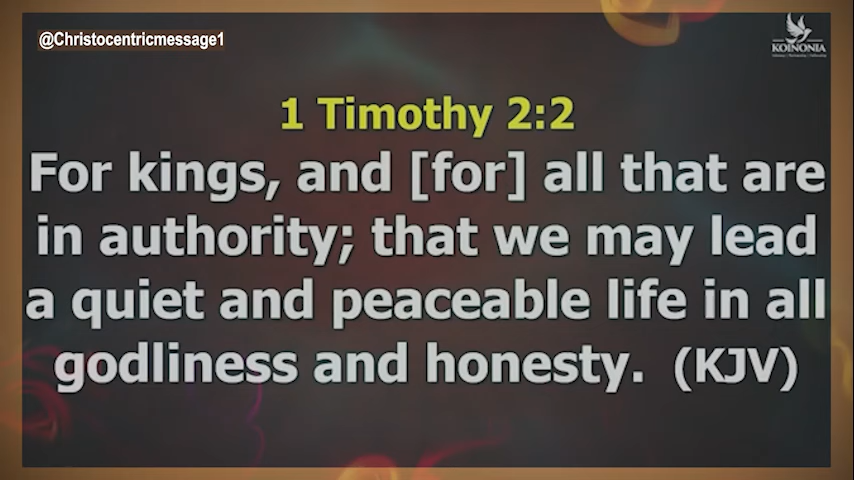 @Christocentricmessage1
KOINONIA
1 Timothy 2:2
For kings, and [for] all that are
in authority; that we may lead
a quiet and peaceable life in all
godliness and honesty. (KJV)